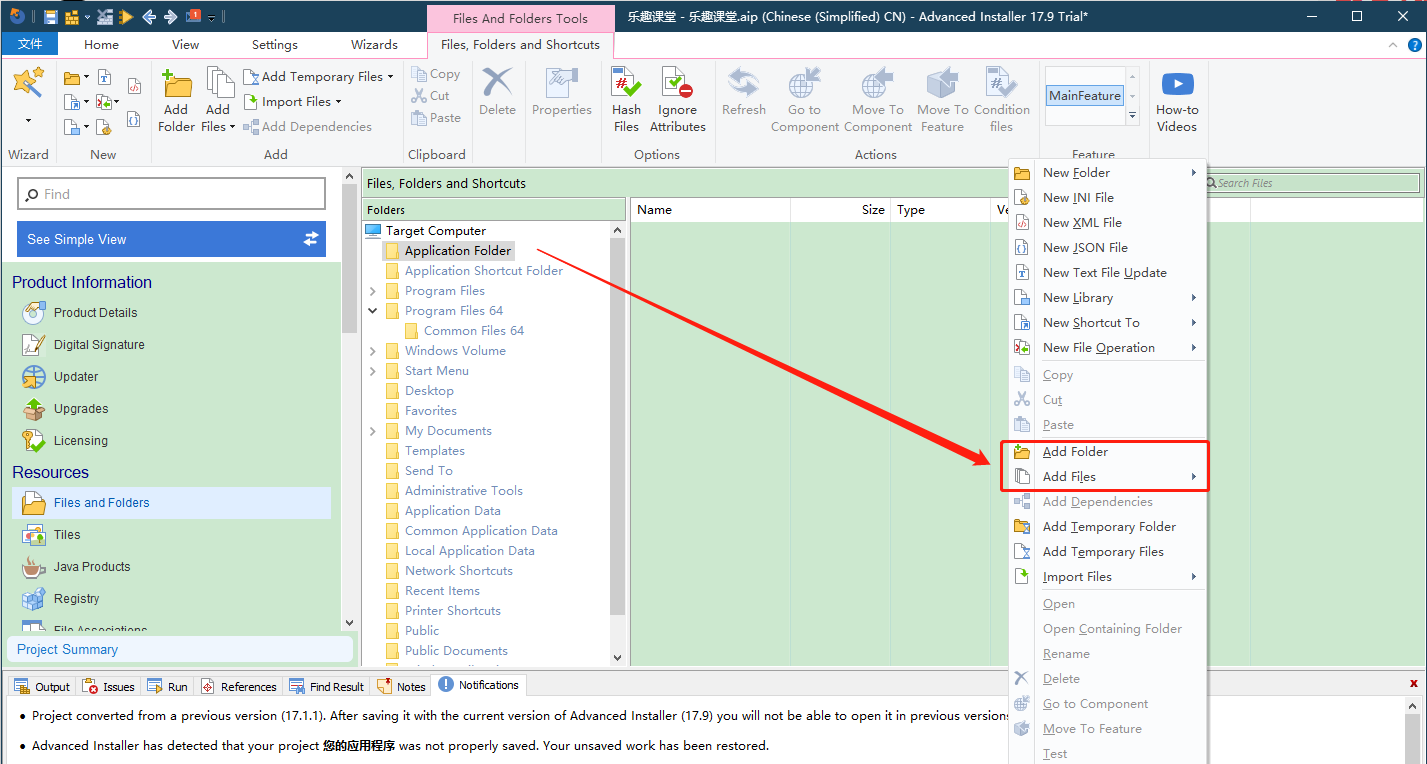 Files And Folders Tools
乐趣课堂 - 乐趣课堂.aip (Chinese (Simplified) CN) - Advanced Installer 17.9 Trial*
文件
Home
View
Settings
Wizards
Files, Folders and Shortcuts
Add Folder
Add Files
Add Temporary Files
Import Files
Add Dependencies
Copy
Cut
Paste
Delete
Properties
Hash Files
Ignore Attributes
Refresh
Go to Component
Move To Component
Move To Feature
Condition files
MainFeature
How-to Videos
Wizard
New
Add
Clipboard
Options
Actions
Feature
Find
See Simple View
Product Information
Product Details
Digital Signature
Updater
Upgrades
Licensing
Resources
Files and Folders
Tiles
Java Products
Registry
File Associations
Project Summary
Files, Folders and Shortcuts
Search Files
Folders
Name
Size
Type
Ve
Target Computer
Application Folder
Application Shortcut Folder
Program Files
Program Files 64
Common Files 64
Windows Volume
Start Menu
Desktop
Favorites
My Documents
Templates
Send To
Administrative Tools
Application Data
Common Application Data
Local Application Data
Network Shortcuts
Recent Items
Printer Shortcuts
Public
Public Documents
New Folder
New INI File
New XML File
New JSON File
New Text File Update
New Library
New Shortcut To
New File Operation
Copy
Cut
Paste
Add Folder
Add Files
Add Dependencies
Add Temporary Folder
Add Temporary Files
Import Files
Open
Open Containing Folder
Rename
Delete
Go to Component
Move To Feature
Test
Output
Issues
Run
References
Find Result
Notes
Notifications
• Project converted from a previous version (17.1.1). After saving it with the current version of Advanced Installer (17.9) you will not be able to open it in previous versions
• Advanced Installer has detected that your project 您的应用程序 was not properly saved. Your unsaved work has been restored.